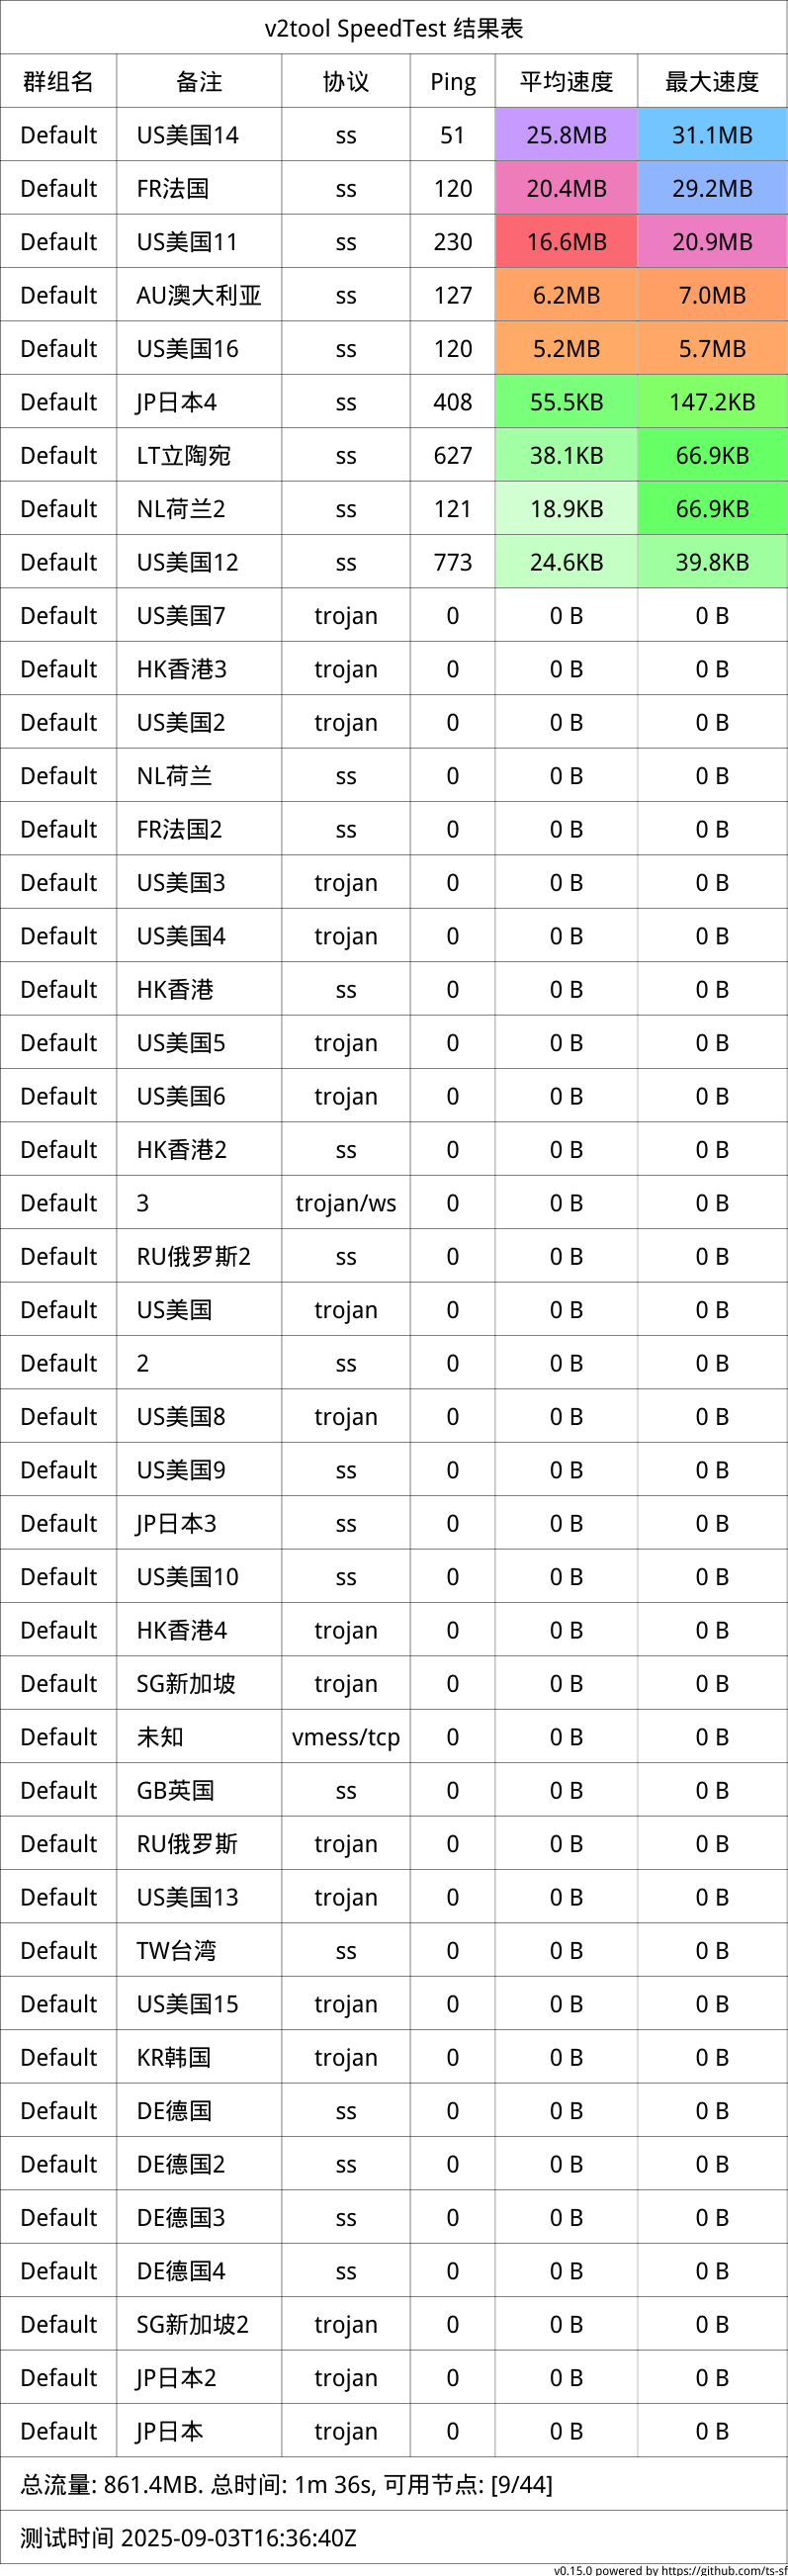 v2tool SpeedTest 结果表
群组名 备注 协议 Ping 平均速度 最大速度
Default US美国14 ss 51 25.8MB 31.1MB
Default FR法国 ss 120 20.4MB 29.2MB
Default US美国11 ss 230 16.6MB 20.9MB
Default AU澳大利亚 ss 127 6.2MB 7.0MB
Default US美国16 ss 120 5.2MB 5.7MB
Default JP日本4 ss 408 55.5KB 147.2KB
Default LT立陶宛 ss 627 38.1KB 66.9KB
Default NL荷兰2 ss 121 18.9KB 66.9KB
Default US美国12 ss 773 24.6KB 39.8KB
Default US美国7 trojan 0 0 B 0 B
Default HK香港3 trojan 0 0 B 0 B
Default US美国2 trojan 0 0 B 0 B
Default NL荷兰 ss 0 0 B 0 B
Default FR法国2 ss 0 0 B 0 B
Default US美国3 trojan 0 0 B 0 B
Default US美国4 trojan 0 0 B 0 B
Default HK香港 ss 0 0 B 0 B
Default US美国5 trojan 0 0 B 0 B
Default US美国6 trojan 0 0 B 0 B
Default HK香港2 ss 0 0 B 0 B
Default 3 trojan/ws 0 0 B 0 B
Default RU俄罗斯2 ss 0 0 B 0 B
Default US美国 trojan 0 0 B 0 B
Default 2 ss 0 0 B 0 B
Default US美国8 trojan 0 0 B 0 B
Default US美国9 ss 0 0 B 0 B
Default JP日本3 ss 0 0 B 0 B
Default US美国10 ss 0 0 B 0 B
Default HK香港4 trojan 0 0 B 0 B
Default SG新加坡 trojan 0 0 B 0 B
Default 未知 vmess/tcp 0 0 B 0 B
Default GB英国 ss 0 0 B 0 B
Default RU俄罗斯 trojan 0 0 B 0 B
Default US美国13 trojan 0 0 B 0 B
Default TW台湾 ss 0 0 B 0 B
Default US美国15 trojan 0 0 B 0 B
Default KR韩国 trojan 0 0 B 0 B
Default DE德国 ss 0 0 B 0 B
Default DE德国2 ss 0 0 B 0 B
Default DE德国3 ss 0 0 B 0 B
Default DE德国4 ss 0 0 B 0 B
Default SG新加坡2 trojan 0 0 B 0 B
Default JP日本2 trojan 0 0 B 0 B
Default JP日本 trojan 0 0 B 0 B
总流量: 861.4MB. 总时间: 1m 36s, 可用节点: [9/44]
测试时间 2025-09-03T16:36:40Z
v0.15.0 powered by https://github.com/ts-sf